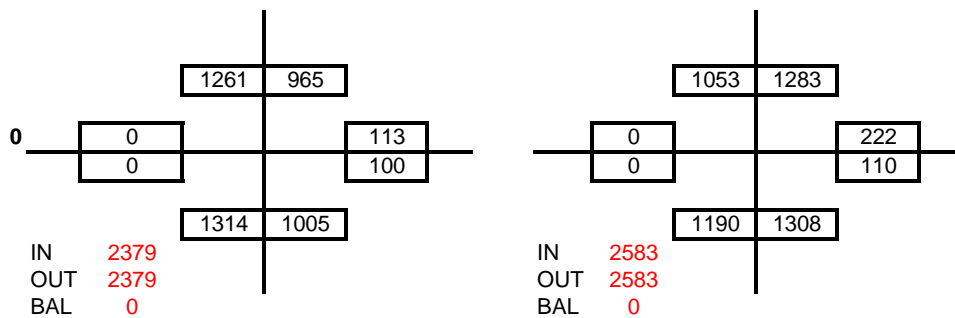 1261 965 1053 1283
0 0 113 0 222
0 100 0 110
1314 1005 1190 1308
IN 2379 IN 2583
OUT 2379 OUT 2583
BAL 0 BAL 0